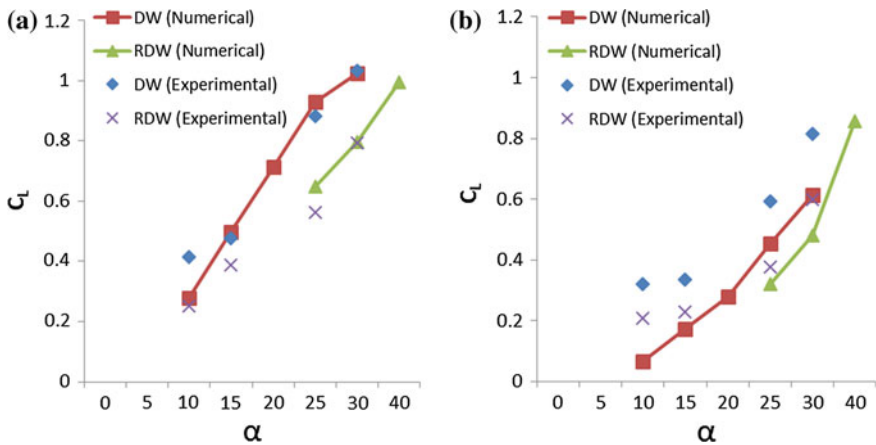 (a)
DW (Numerical)
RDW (Numerical)
DW (Experimental)
RDW (Experimental)
1.2
1
0.8
0.6
0.4
0.2
0
C_L
0 5 10 15 20 25 30 40
α
(b)
DW (Numerical)
RDW (Numerical)
DW (Experimental)
RDW (Experimental)
1.2
1
0.8
0.6
0.4
0.2
0
C_L
0 5 10 15 20 25 30 40
α